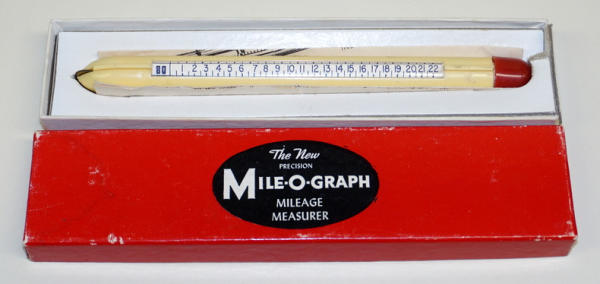 1 2 3 4 5 6 7 8 9 10 11 12 13 14 15 16 17 18 19 20 21 22
The New
PRECISION
MILE-O-GRAPH
MILEAGE
MEASURER